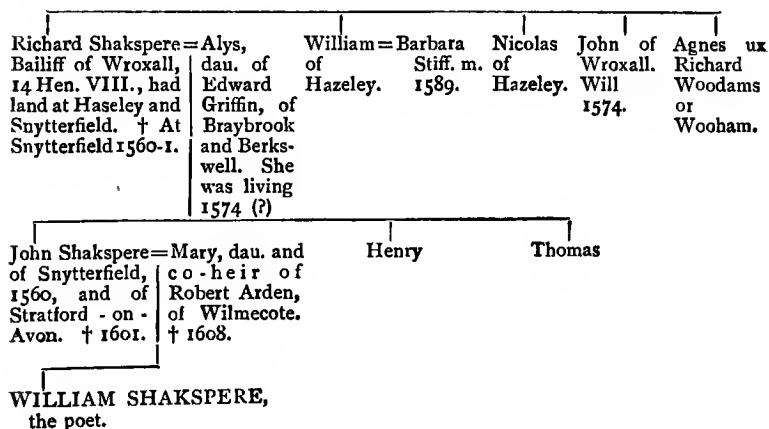 Richard Shakspere=Alys,
Bailiff of Wroxall, dau. of
14 Hen. VIII., had Edward
land at Haseley and Griffin, of
Snytterfield. † At Braybrook
Snytterfield 1560-1. and Berks-
well. She
was living
1574 (?)
William=Barbara
of Stiff. m.
Hazeley. 1589.
Nicolas
of
Hazeley.
John of
Wroxall.
Will
1574.
Agnes ux
Richard
Woodams
or
Wooham.
John Shakspere=Mary, dau. and
of Snytterfield, co-heir of
1560, and of Robert Arden,
Stratford - on - of Wilmecote.
Avon. † 1601. † 1608.
Henry
Thomas
WILLIAM SHAKSPERE,
the poet.